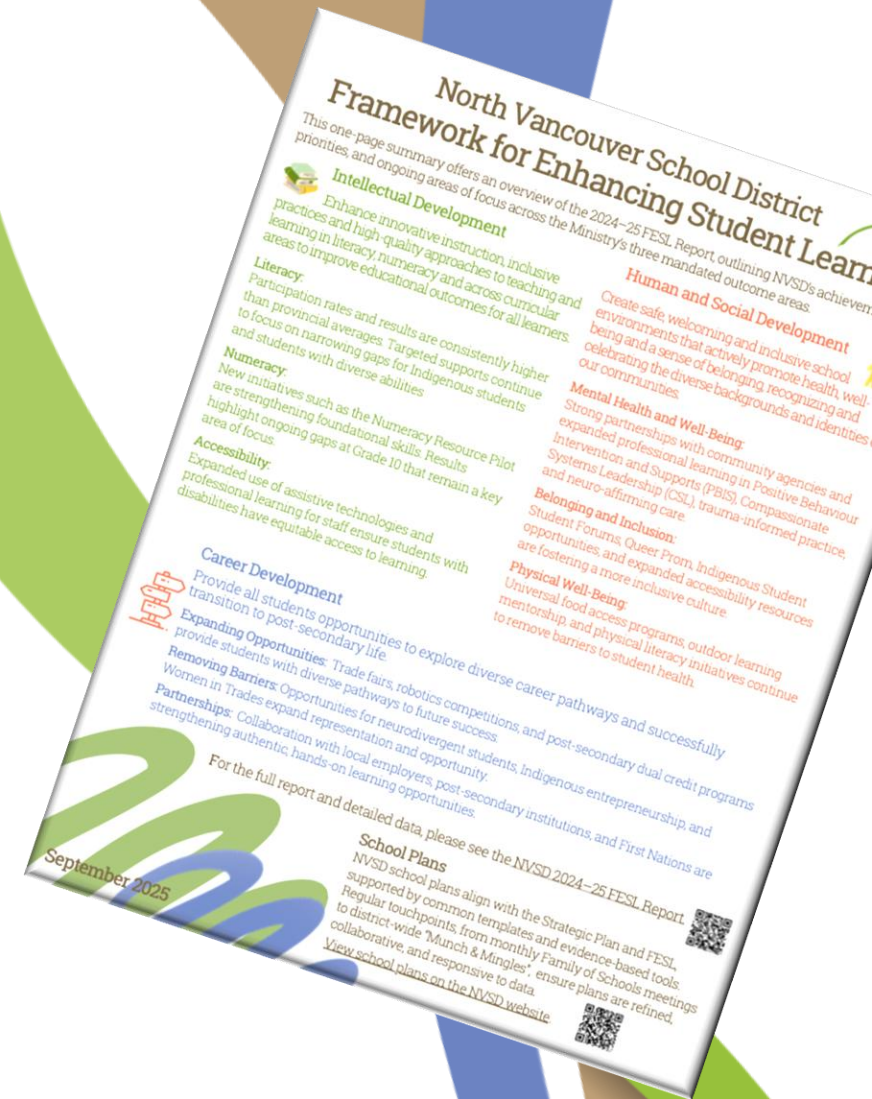 North Vancouver School District
Framework for Enhancing Student Learn
This one-page summary offers an overview of the 2024–25 FESL Report, outlining NVSD's achievem
priorities, and ongoing areas of focus across the Ministry's three mandated outcome areas.
Intellectual Development
Enhance innovative instruction, inclusive
practices and high-quality approaches to teaching and
learning in literacy, numeracy and across curricular
areas to improve educational outcomes for all learners.
Literacy:
Participation rates and results are consistently higher
than provincial averages. Targeted supports continue
to focus on narrowing gaps for Indigenous students
and students with diverse abilities
Numeracy:
New initiatives such as the Numeracy Resource Pilot
are strengthening foundational skills. Results
highlight ongoing gaps at Grade 10 that remain a key
area of focus.
Accessibility:
Expanded use of assistive technologies and
professional learning for staff ensure students with
disabilities have equitable access to learning.
Human and Social Development
Create safe, welcoming and inclusive school
environments that actively promote health, well-
being and a sense of belonging, recognizing and
celebrating the diverse backgrounds and identities
our communities.
Mental Health and Well-Being:
Strong partnerships with community agencies and
expanded professional learning in Positive Behaviour
Intervention and Supports (PBIS), Compassionate
Systems Leadership (CSL), trauma-informed practice,
and neuro-affirming care.
Belonging and Inclusion:
Student Forums, Queer Prom, Indigenous Student
opportunities, and expanded accessibility resources
are fostering a more inclusive culture.
Physical Well-Being:
Universal food access programs, outdoor learning
mentorship, and physical literacy initiatives continue
to remove barriers to student health.
Career Development
Provide all students opportunities to explore diverse career pathways and successfully
transition to post-secondary life.
Expanding Opportunities: Trade fairs, robotics competitions, and post-secondary dual credit programs
provide students with diverse pathways to future success.
Removing Barriers: Opportunities for neurodivergent students, Indigenous entrepreneurship, and
Women in Trades expand representation and opportunity.
Partnerships: Collaboration with local employers, post-secondary institutions, and First Nations are
strengthening authentic, hands-on learning opportunities.
For the full report and detailed data, please see the NVSD 2024–25 FESL Report.
School Plans
NVSD school plans align with the Strategic Plan and FESL,
supported by common templates and evidence-based tools.
Regular touchpoints, from monthly Family of Schools meetings
to district-wide "Munch & Mingles", ensure plans are refined,
collaborative, and responsive to data.
View school plans on the NVSD website.
September 2025